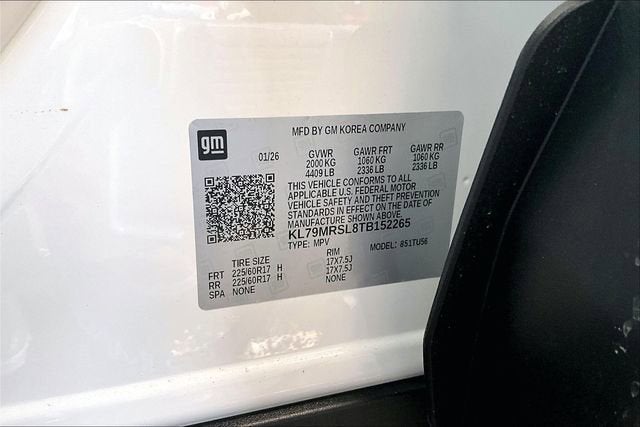 gm
MFD BY GM KOREA COMPANY
01/26 GVWR GAWR FRT GAWR RR
2000 KG 1060 KG 1060 KG
4409 LB 2336 LB 2336 LB
THIS VEHICLE CONFORMS TO ALL
APPLICABLE U.S. FEDERAL MOTOR
VEHICLE SAFETY AND THEFT PREVENTION
STANDARDS IN EFFECT ON THE DATE OF
MANUFACTURE SHOWN ABOVE.
KL79MRSL8TB152265
TYPE: MPV MODEL: 851TU56
TIRE SIZE RIM
FRT 225/60R17 H 17X7.5J
RR 225/60R17 H 17X7.5J
SPA NONE NONE